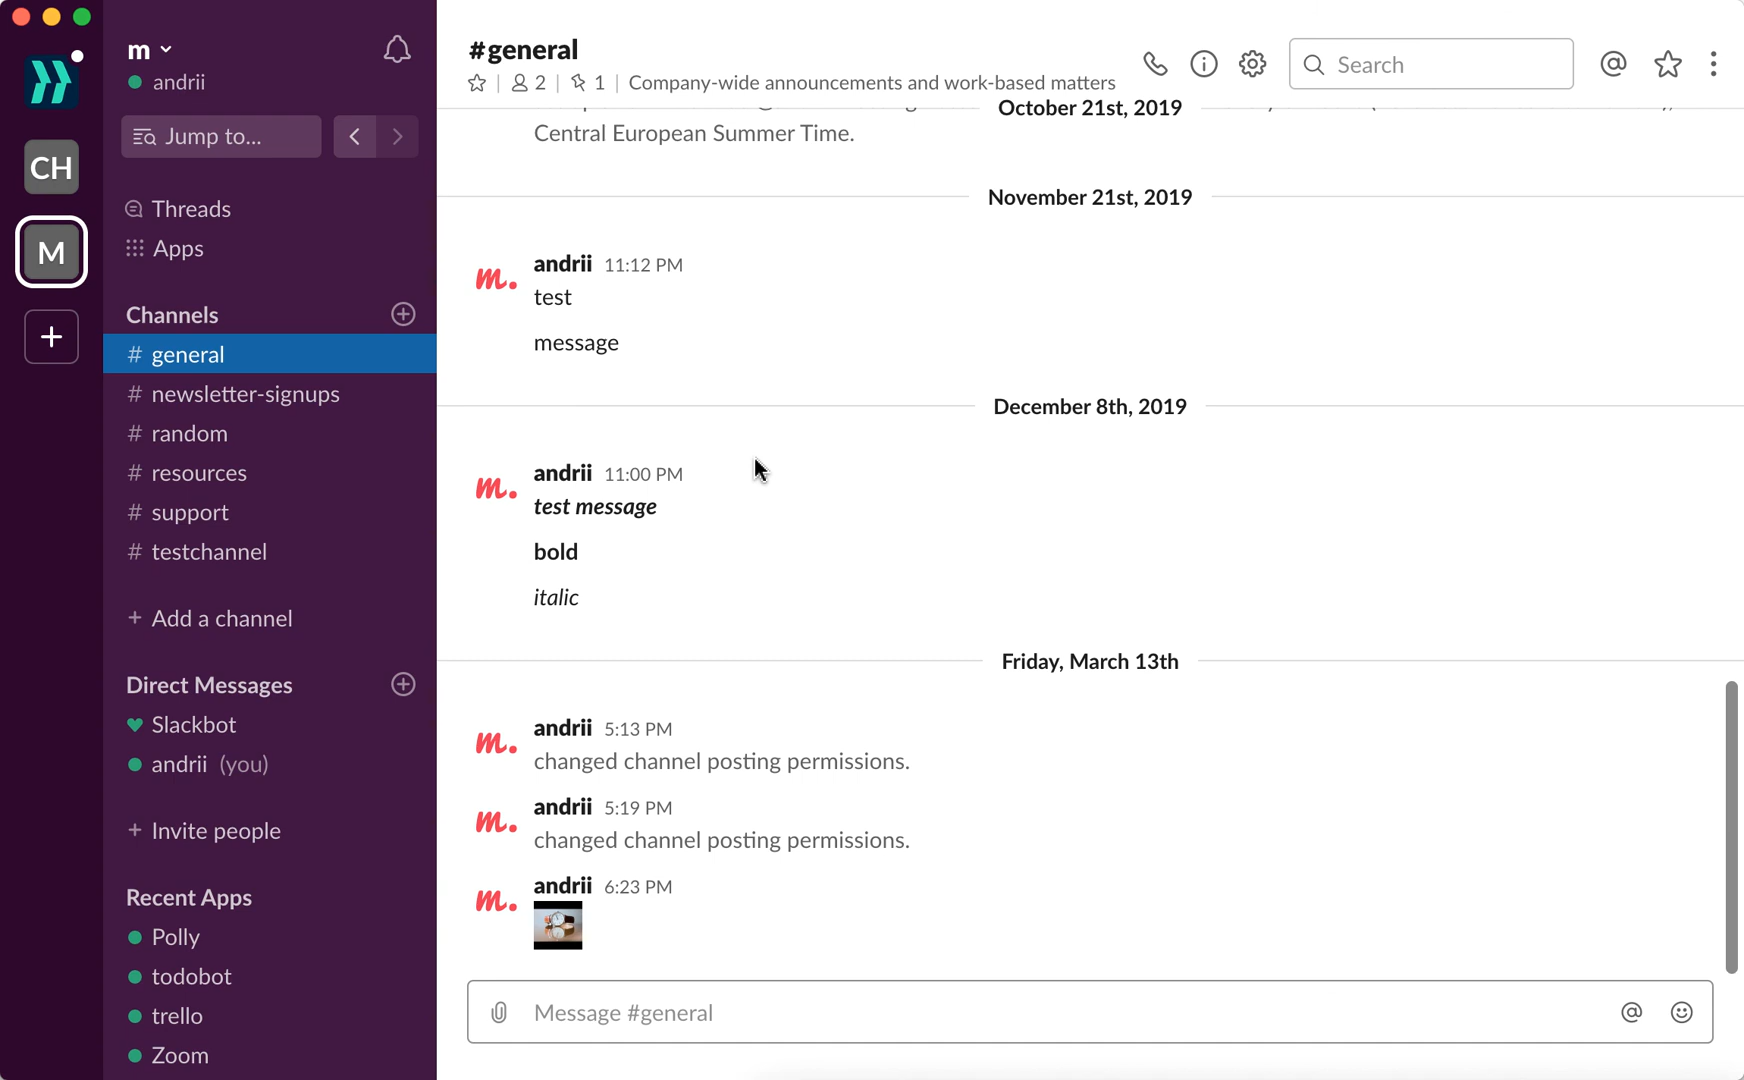 m
andrii
Jump to...
CH
M
+
Threads
Apps
Channels
# general
# newsletter-signups
# random
# resources
# support
# testchannel
+ Add a channel
Direct Messages
Slackbot
andrii (you)
+ Invite people
Recent Apps
Polly
todobot
trello
Zoom
#general
2 | 1 | Company-wide announcements and work-based matters
Search
October 21st, 2019
Central European Summer Time.
November 21st, 2019
m. andrii 11:12 PM
test
message
December 8th, 2019
m. andrii 11:00 PM
test message
bold
italic
Friday, March 13th
m. andrii 5:13 PM
changed channel posting permissions.
m. andrii 5:19 PM
changed channel posting permissions.
m. andrii 6:23 PM
Message #general